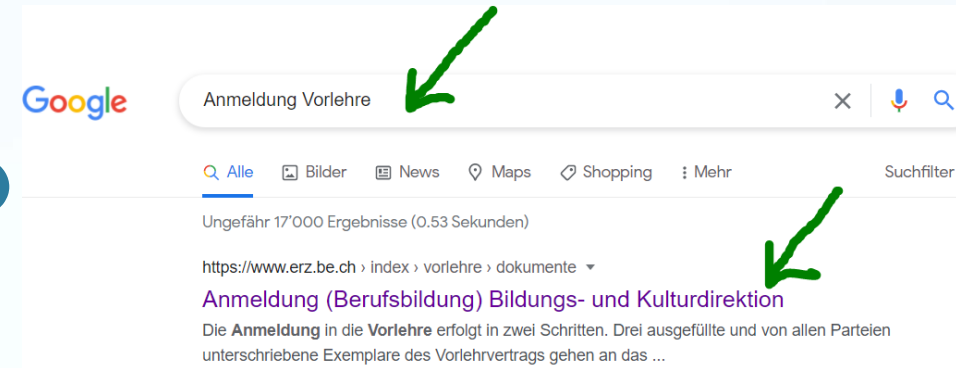 Google
Anmeldung Vorlehre
Alle Bilder News Maps Shopping Mehr Suchfilter
Ungefähr 17’000 Ergebnisse (0.53 Sekunden)
https://www.erz.be.ch › index › vorlehre › dokumente
Anmeldung (Berufsbildung) Bildungs- und Kulturdirektion
Die Anmeldung in die Vorlehre erfolgt in zwei Schritten. Drei ausgefüllte und von allen Parteien
unterschriebene Exemplare des Vorlehrvertrags gehen an das ...